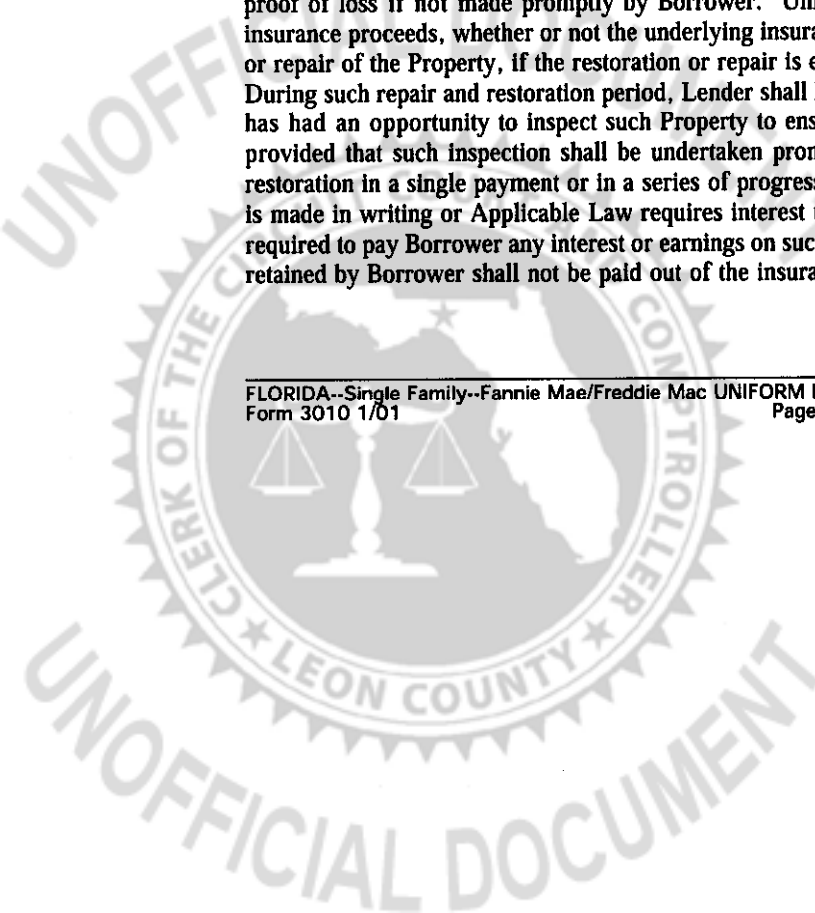 proof of loss if not made promptly by Borrower.
insurance proceeds, whether or not the underlying insura
or repair of the Property, if the restoration or repair is e
During such repair and restoration period, Lender shall
has had an opportunity to inspect such Property to ens
provided that such inspection shall be undertaken pron
restoration in a single payment or in a series of progress
is made in writing or Applicable Law requires interest
required to pay Borrower any interest or earnings on suc
retained by Borrower shall not be paid out of the insura
FLORIDA--Single Family--Fannie Mae/Freddie Mac UNIFORM
Form 3010 1/01 Page
UNOFFICIAL DOCUMENT
CLERK OF THE CI COU COMPTROLLER
★ LEON COUNTY ★
UNOFFICIAL DOCUMENT